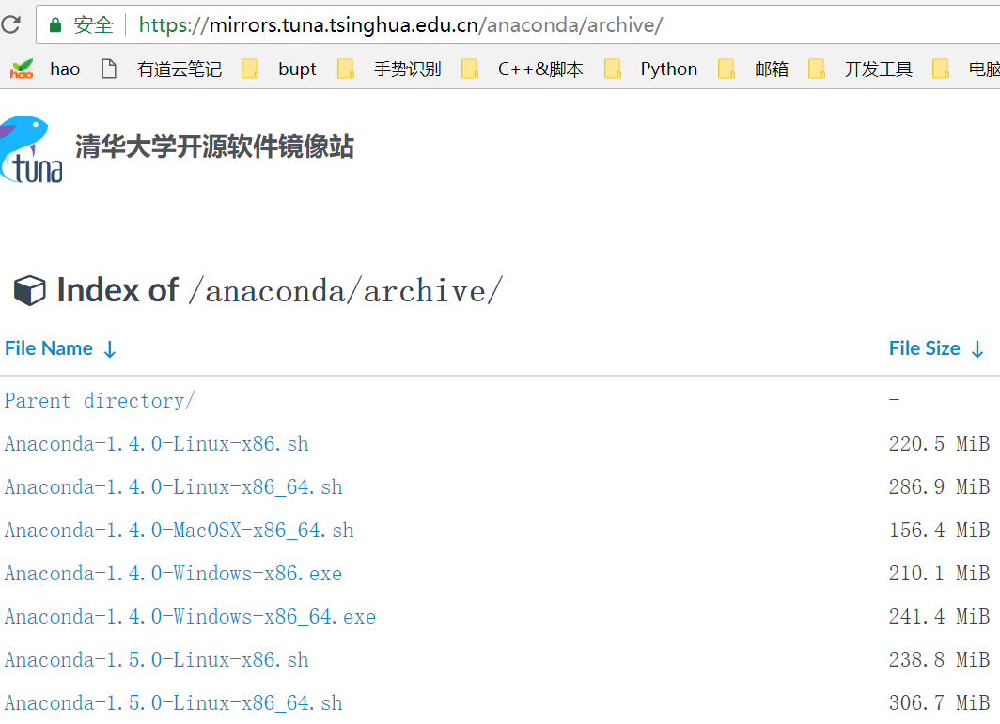 安全 https://mirrors.tuna.tsinghua.edu.cn/anaconda/archive/
hao hao 有道云笔记 bupt 手势识别 C++&脚本 Python 邮箱 开发工具 电脑
tuna 清华大学开源软件镜像站
Index of /anaconda/archive/
File Name ↓ File Size ↓
Parent directory/ -
Anaconda-1.4.0-Linux-x86.sh 220.5 MiB
Anaconda-1.4.0-Linux-x86_64.sh 286.9 MiB
Anaconda-1.4.0-MacOSX-x86_64.sh 156.4 MiB
Anaconda-1.4.0-Windows-x86.exe 210.1 MiB
Anaconda-1.4.0-Windows-x86_64.exe 241.4 MiB
Anaconda-1.5.0-Linux-x86.sh 238.8 MiB
Anaconda-1.5.0-Linux-x86_64.sh 306.7 MiB